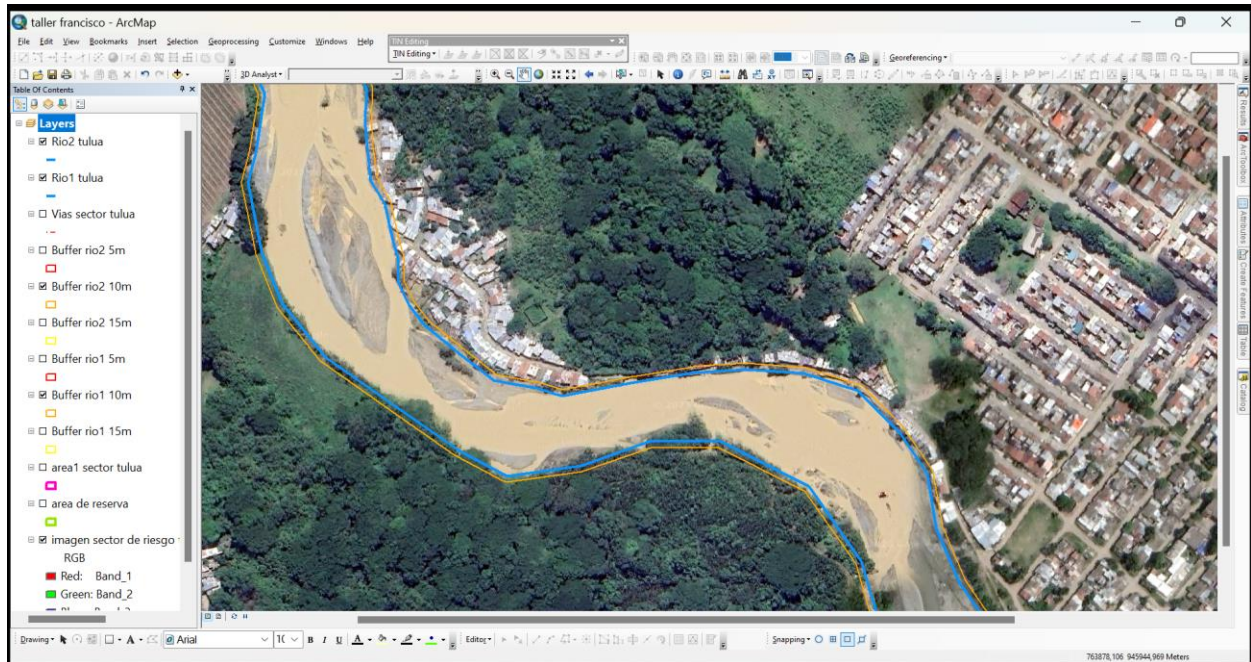 taller francisco - ArcMap
File Edit View Bookmarks Insert Selection Geoprocessing Customize Windows Help
TIN Editing
TIN Editing
Georeferencing
3D Analyst
Table Of Contents
Layers
Rio2 tulua
Rio1 tulua
Vias sector tulua
Buffer rio2 5m
Buffer rio2 10m
Buffer rio2 15m
Buffer rio1 5m
Buffer rio1 10m
Buffer rio1 15m
area1 sector tulua
area de reserva
imagen sector de riesgo
RGB
Red: Band_1
Green: Band_2
Results
ArcToolbox
Attributes
Create Features
Table
Catalog
Drawing Arial 10 B I U A Editor Snapping
763878,106 945944,969 Meters